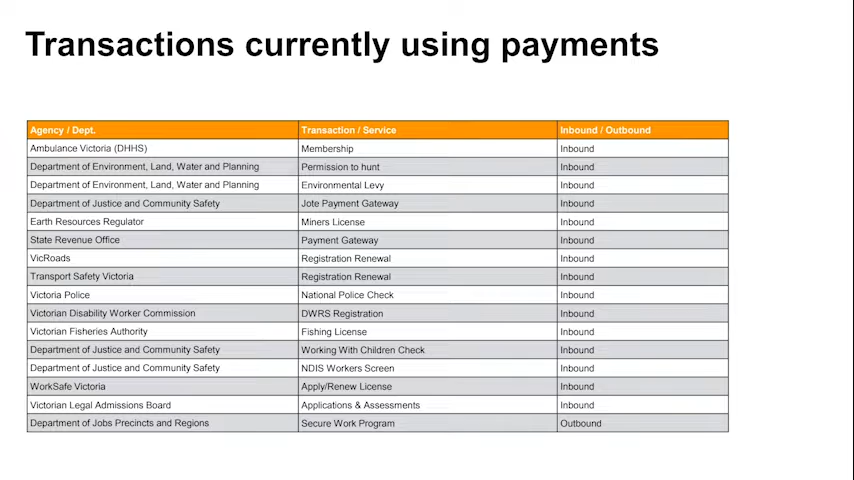 Transactions currently using payments
Agency / Dept. Transaction / Service Inbound / Outbound
Ambulance Victoria (DHHS) Membership Inbound
Department of Environment, Land, Water and Planning Permission to hunt Inbound
Department of Environment, Land, Water and Planning Environmental Levy Inbound
Department of Justice and Community Safety Jote Payment Gateway Inbound
Earth Resources Regulator Miners License Inbound
State Revenue Office Payment Gateway Inbound
VicRoads Registration Renewal Inbound
Transport Safety Victoria Registration Renewal Inbound
Victoria Police National Police Check Inbound
Victorian Disability Worker Commission DWRS Registration Inbound
Victorian Fisheries Authority Fishing License Inbound
Department of Justice and Community Safety Working With Children Check Inbound
Department of Justice and Community Safety NDIS Workers Screen Inbound
WorkSafe Victoria Apply/Renew License Inbound
Victorian Legal Admissions Board Applications & Assessments Inbound
Department of Jobs Precincts and Regions Secure Work Program Outbound